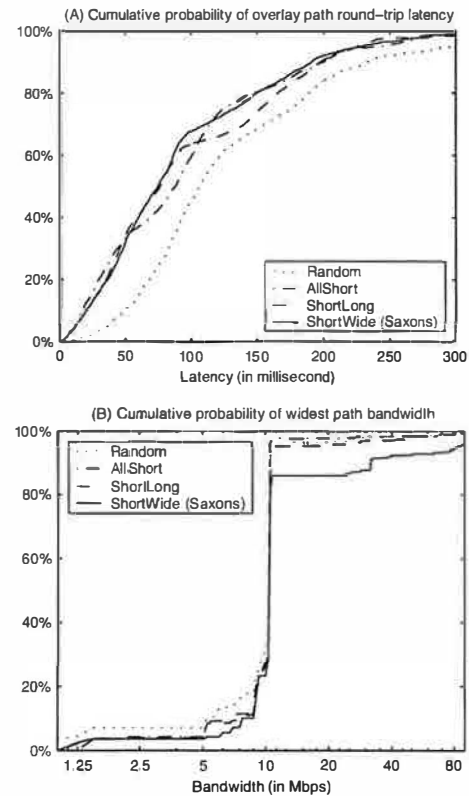 (A) Cumulative probability of overlay path round-trip latency
100%
80%
60%
40%
20%
0%
Random
AllShort
ShortLong
ShortWide (Saxons)
0
50
100
150
200
250
300
Latency (in millisecond)
(B) Cumulative probability of widest path bandwidth
100%
80%
60%
40%
20%
0%
Random
AllShort
ShortLong
ShortWide (Saxons)
1.25
2.5
5
10
20
40
80
Bandwidth (in Mbps)